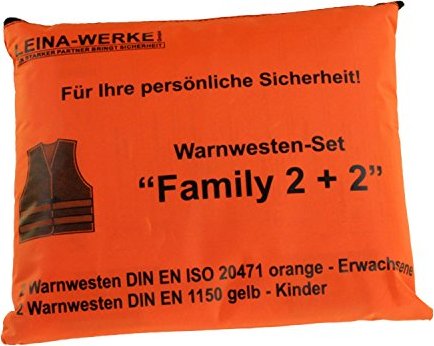 LEINA-WERKE
STARKER PARTNER BRINGT SICHERHEIT
Für Ihre persönliche Sicherheit!
Warnwesten-Set
“Family 2 + 2”
2 Warnwesten DIN EN ISO 20471 orange - Erwachsene
2 Warnwesten DIN EN 1150 gelb - Kinder